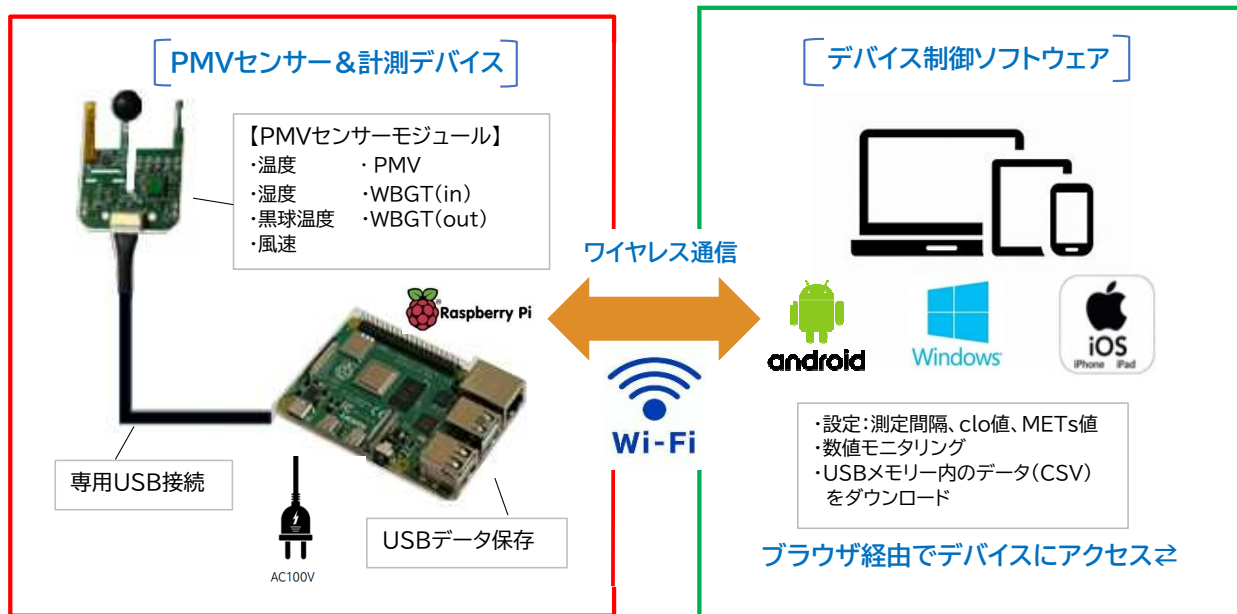 PMVセンサー&計測デバイス
【PMVセンサーモジュール】
・温度 ・PMV
・湿度 ・WBGT(in)
・黒球温度 ・WBGT(out)
・風速
Raspberry Pi
専用USB接続
AC100V
USBデータ保存
ワイヤレス通信
Wi-Fi
デバイス制御ソフトウェア
android
Windows
iOS
iPhone iPad
・設定：測定間隔、clo値、METs値
・数値モニタリング
・USBメモリー内のデータ(CSV)
をダウンロード
ブラウザ経由でデバイスにアクセス⇄